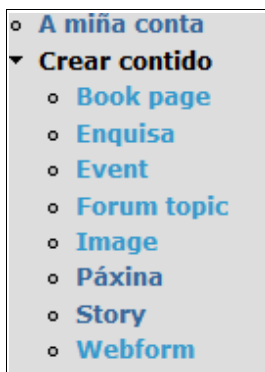 A miña conta
Crear contido
Book page
Enquisa
Event
Forum topic
Image
Páxina
Story
Webform